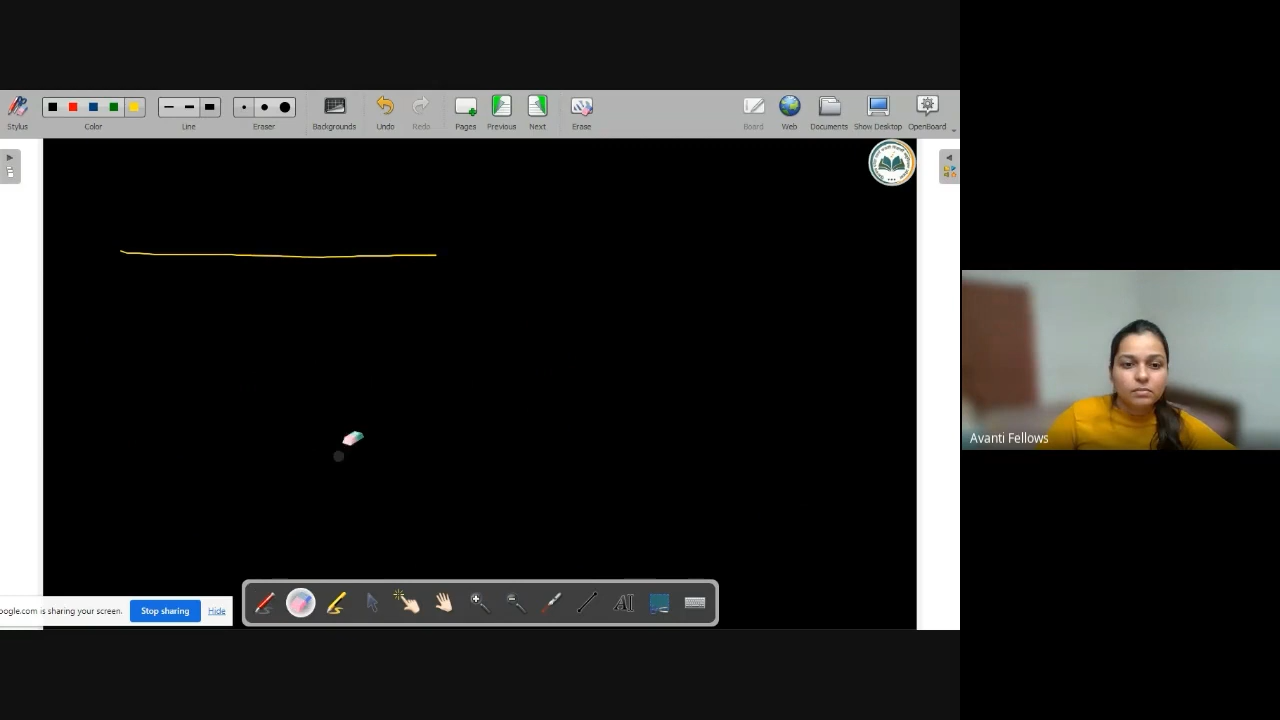 Stylus
Color
Line
Eraser
Backgrounds
Undo
Redo
Pages
Previous
Next
Erase
Board
Web
Documents
Show Desktop
OpenBoard
Avanti Fellows
oogle.com is sharing your screen.
Stop sharing
Hide
AI